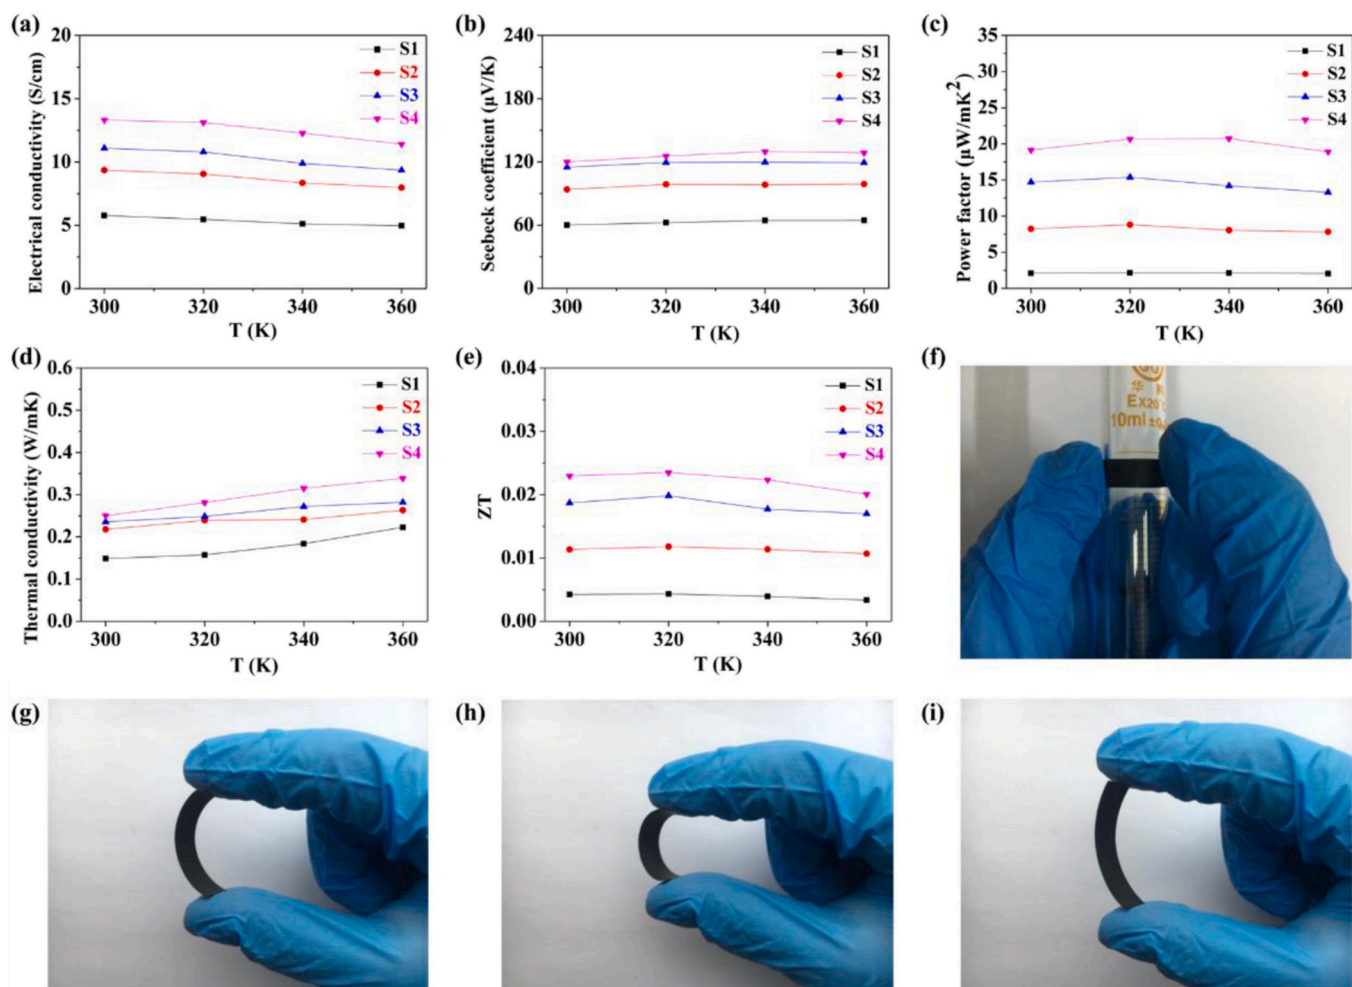 (a)
20
15
10
5
0
Electrical conductivity (S/cm)
S1
S2
S3
S4
300 320 340 360
T (K)
(b)
240
180
120
60
0
Seebeck coefficient (μV/K)
S1
S2
S3
S4
300 320 340 360
T (K)
(c)
35
30
25
20
15
10
5
0
Power factor (μW/mK²)
S1
S2
S3
S4
300 320 340 360
T (K)
(d)
0.6
0.5
0.4
0.3
0.2
0.1
0.0
Thermal conductivity (W/mK)
S1
S2
S3
S4
300 320 340 360
T (K)
(e)
0.04
0.03
0.02
0.01
0.00
ZT
S1
S2
S3
S4
300 320 340 360
T (K)
(f)
华
Ex20°
10ml ±0
(g)
(h)
(i)